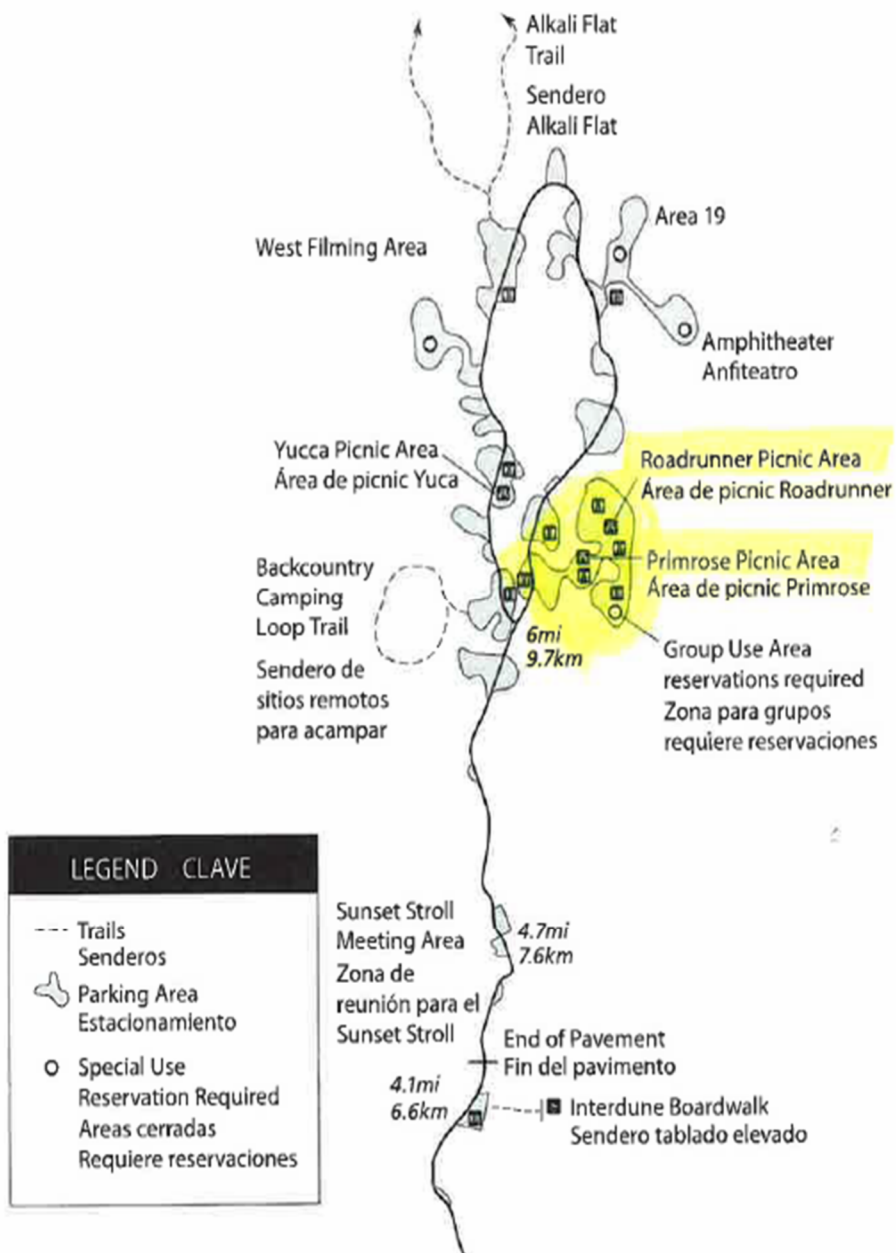 Alkali Flat
Trail
Sendero
Alkali Flat
Area 19
West Filming Area
Amphitheater
Anfiteatro
Yucca Picnic Area
Área de picnic Yuca
Roadrunner Picnic Area
Área de picnic Roadrunner
Primrose Picnic Area
Área de picnic Primrose
Backcountry
Camping
Loop Trail
Sendero de
sitios remotos
para acampar
6mi
9.7km
Group Use Area
reservations required
Zona para grupos
requiere reservaciones
LEGEND CLAVE
Trails
Senderos
Parking Area
Estacionamiento
Special Use
Reservation Required
Areas cerradas
Requiere reservaciones
Sunset Stroll
Meeting Area
Zona de
reunión para el
Sunset Stroll
4.7mi
7.6km
End of Pavement
Fin del pavimento
4.1mi
6.6km
Interdune Boardwalk
Sendero tablado elevado